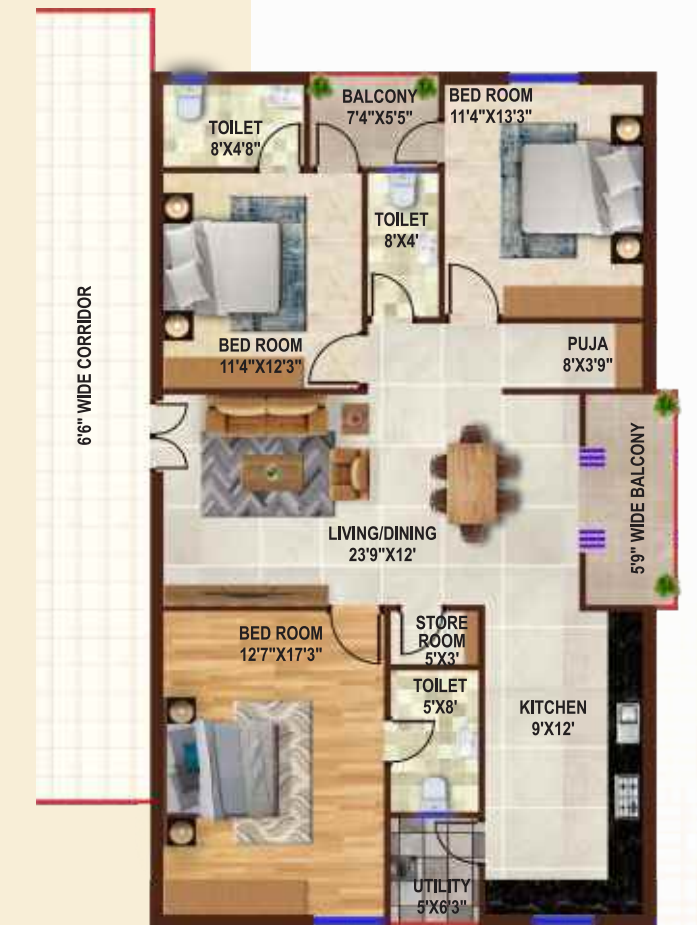 BALCONY
7'4"X5'5"
BED ROOM
11'4"X13'3"
TOILET
8'X4'8"
TOILET
8'X4'
BED ROOM
11'4"X12'3"
PUJA
8'X3'9"
6'6" WIDE CORRIDOR
5'9" WIDE BALCONY
LIVING/DINING
23'9"X12'
BED ROOM
12'7"X17'3"
STORE
ROOM
5'X3'
TOILET
5'X8'
KITCHEN
9'X12'
UTILITY
5'X6'3"